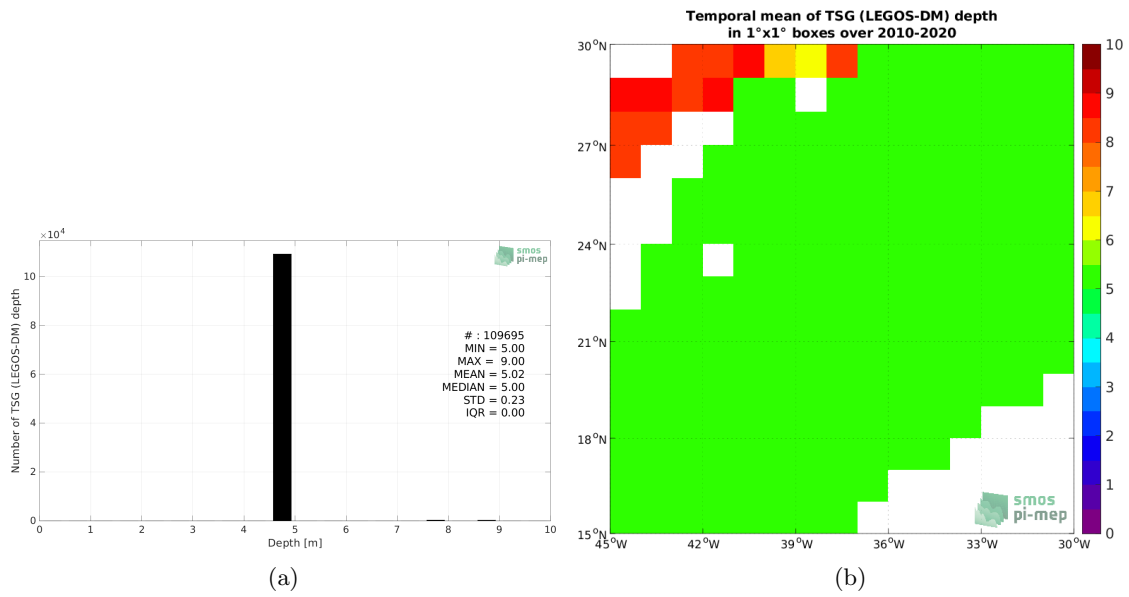 ×10⁴
10
8
6
4
2
0
Number of TSG (LEGOS-DM) depth
0 1 2 3 4 5 6 7 8 9 10
Depth [m]
smos
pi-mep
# : 109695
MIN = 5.00
MAX = 9.00
MEAN = 5.02
MEDIAN = 5.00
STD = 0.23
IQR = 0.00
(a)
Temporal mean of TSG (LEGOS-DM) depth
in 1°x1° boxes over 2010-2020
30°N
27°N
24°N
21°N
18°N
15°N
45°W 42°W 39°W 36°W 33°W 30°W
smos
pi-mep
10
9
8
7
6
5
4
3
2
1
0
(b)